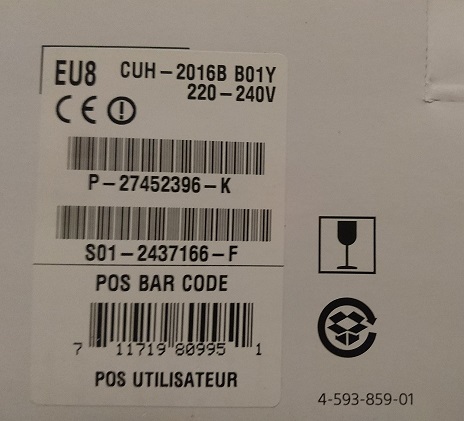 EU8 CUH-2016B B01Y
220-240V
CE
P-27452396-K
S01-2437166-F
POS BAR CODE
7 11719 80995 1
POS UTILISATEUR
4-593-859-01